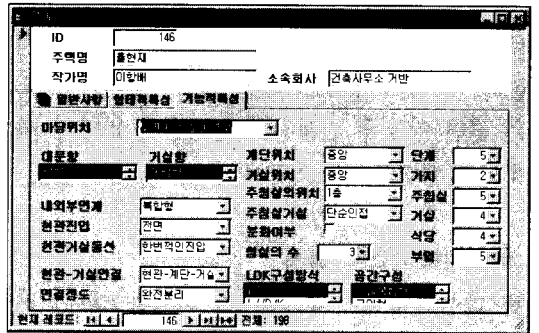 ID 146
주택명 흘현재
작가명 이항배 소속회사 건축사무소 거반
일반사항 형태적특성 기능적특성
마당위치
대문향 거실향 계단위치 중앙 단계 5
거실위치 중앙 가지 2
주침실의위치 1층 주침실 5
내외부연계 복합형 주침실거실 단순인접 거실 4
현관진입 전면 분화여부 식당 4
현관거실동선 한번꺽인진입 침실의 수 3 부엌 5
현관-거실연결 현관-계단-거실 LDK구성방식 공간구성
연결정도 완전분리
현재 레코드: 146 전체: 198